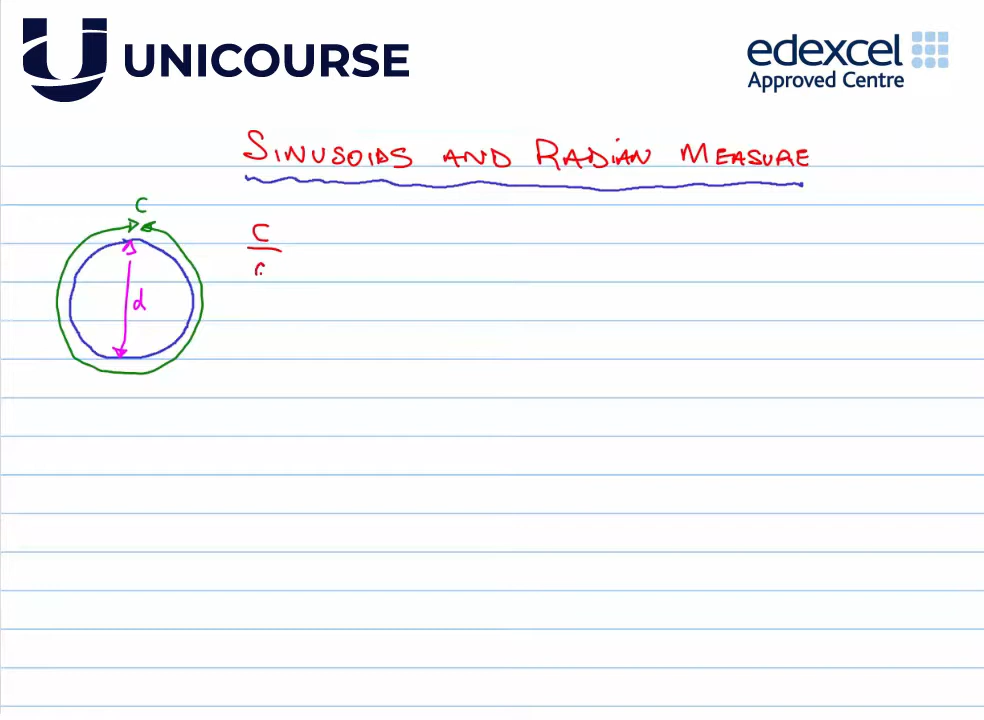 UNICOURSE
edexcel
Approved Centre
SINUSOIDS AND RADIAN MEASURE
C
C
d